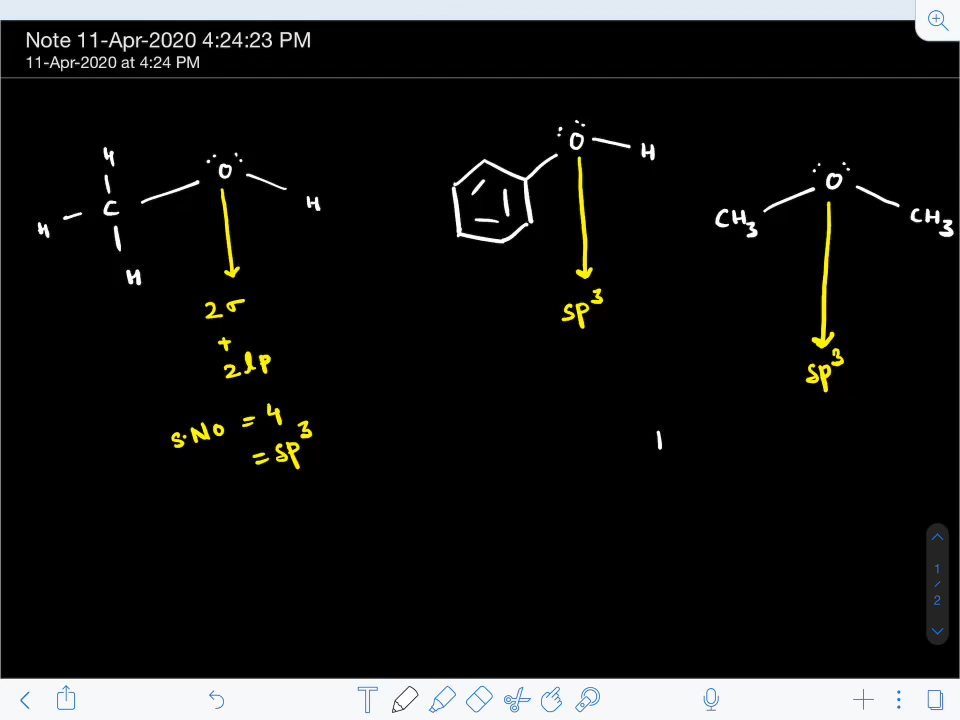 Note 11-Apr-2020 4:24:23 PM
11-Apr-2020 at 4:24 PM
H
H C O H
H
H
2σ
+
2lp
S.No = 4
= sp³
O H
sp³
O
CH₃ CH₃
sp³
1
/
2
T